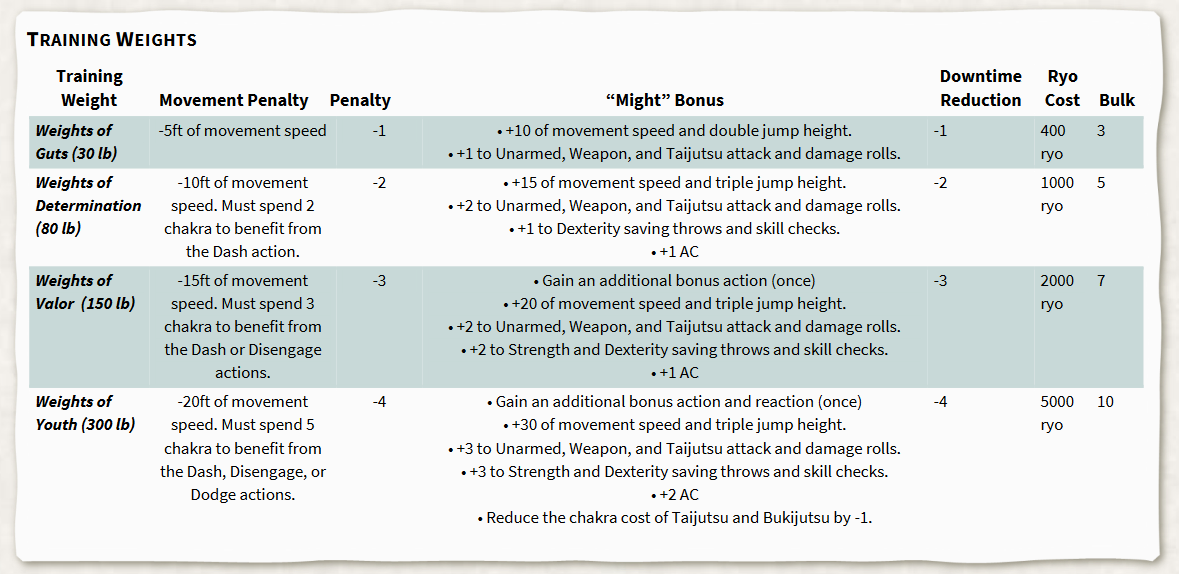 TRAINING WEIGHTS
Training Weight | Movement Penalty | Penalty | “Might” Bonus | Downtime Reduction | Ryo Cost | Bulk
Weights of Guts (30 lb) | -5ft of movement speed | -1 | • +10 of movement speed and double jump height. • +1 to Unarmed, Weapon, and Taijutsu attack and damage rolls. | -1 | 400 ryo | 3
Weights of Determination (80 lb) | -10ft of movement speed. Must spend 2 chakra to benefit from the Dash action. | -2 | • +15 of movement speed and triple jump height. • +2 to Unarmed, Weapon, and Taijutsu attack and damage rolls. • +1 to Dexterity saving throws and skill checks. • +1 AC | -2 | 1000 ryo | 5
Weights of Valor (150 lb) | -15ft of movement speed. Must spend 3 chakra to benefit from the Dash or Disengage actions. | -3 | • Gain an additional bonus action (once) • +20 of movement speed and triple jump height. • +2 to Unarmed, Weapon, and Taijutsu attack and damage rolls. • +2 to Strength and Dexterity saving throws and skill checks. • +1 AC | -3 | 2000 ryo | 7
Weights of Youth (300 lb) | -20ft of movement speed. Must spend 5 chakra to benefit from the Dash, Disengage, or Dodge actions. | -4 | • Gain an additional bonus action and reaction (once) • +30 of movement speed and triple jump height. • +3 to Unarmed, Weapon, and Taijutsu attack and damage rolls. • +3 to Strength and Dexterity saving throws and skill checks. • +2 AC • Reduce the chakra cost of Taijutsu and Bukijutsu by -1. | -4 | 5000 ryo | 10